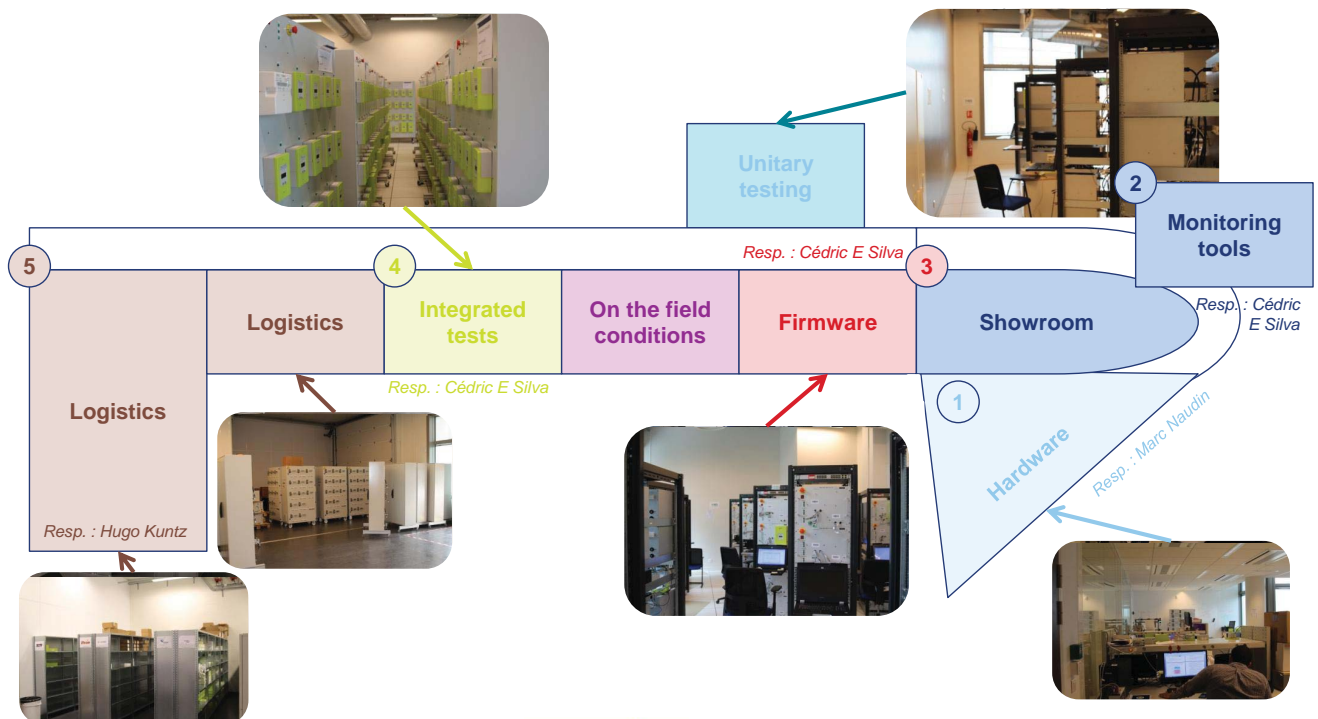 Unitary
testing
2
Monitoring
tools
Resp. : Cédric E Silva
5
4
3
Resp. : Cédric
E Silva
Logistics
Integrated
tests
On the field
conditions
Firmware
Showroom
Resp. : Cédric E Silva
1
Logistics
Hardware
Resp. : Marc Naudin
Resp. : Hugo Kuntz